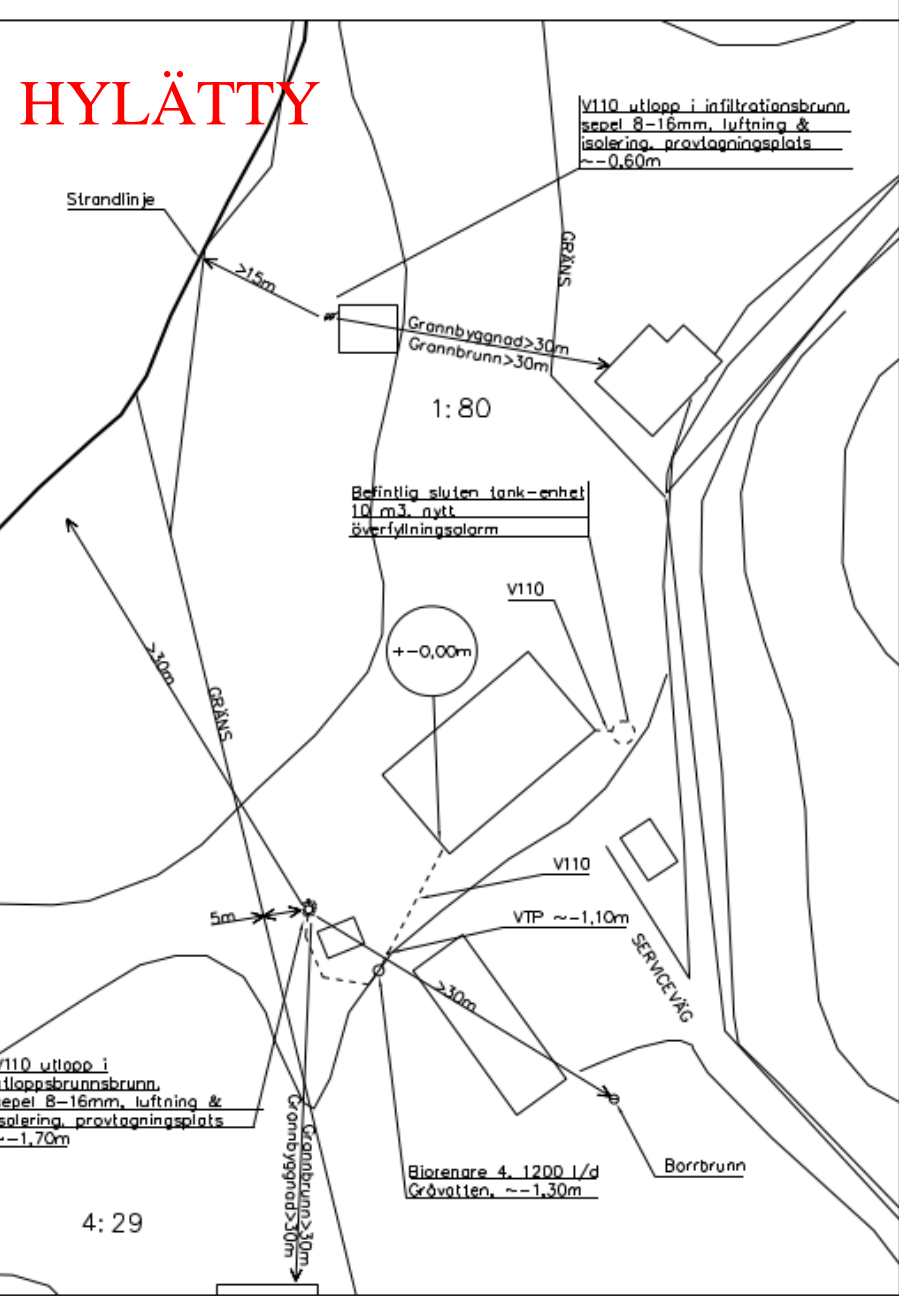 HYLÄTTY
V110 utlopp i infiltrationsbrunn,
sepel 8-16mm, luftning &
isolering, provtagningsplats
~-0,60m
Strandlinje
GRÄNS
>15m
Grannbyggnad>30m
Grannbrunn>30m
1:80
Befintlig sluten tank-enhet
10 m3, nytt
överfyllningsalarm
V110
+-0,00m
>30m
GRÄNS
V110
5m
VTP ~-1,10m
SERVICEVÄG
>30m
V110 utlopp i
utloppsbrunnsbrunn,
sepel 8-16mm, luftning &
isolering, provtagningsplats
~-1,70m
Grannbyggnad>30m
Grannbrunn>30m
Biorenare 4, 1200 l/d
Gråvatten, ~-1,30m
Borrbrunn
4:29